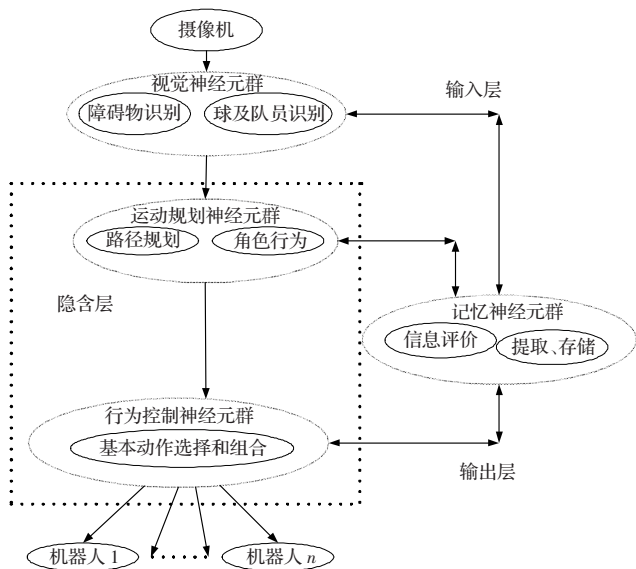 摄像机
视觉神经元群
障碍物识别
球及队员识别
输入层
运动规划神经元群
路径规划
角色行为
隐含层
记忆神经元群
信息评价
提取、存储
行为控制神经元群
基本动作选择和组合
输出层
机器人 1
机器人 n